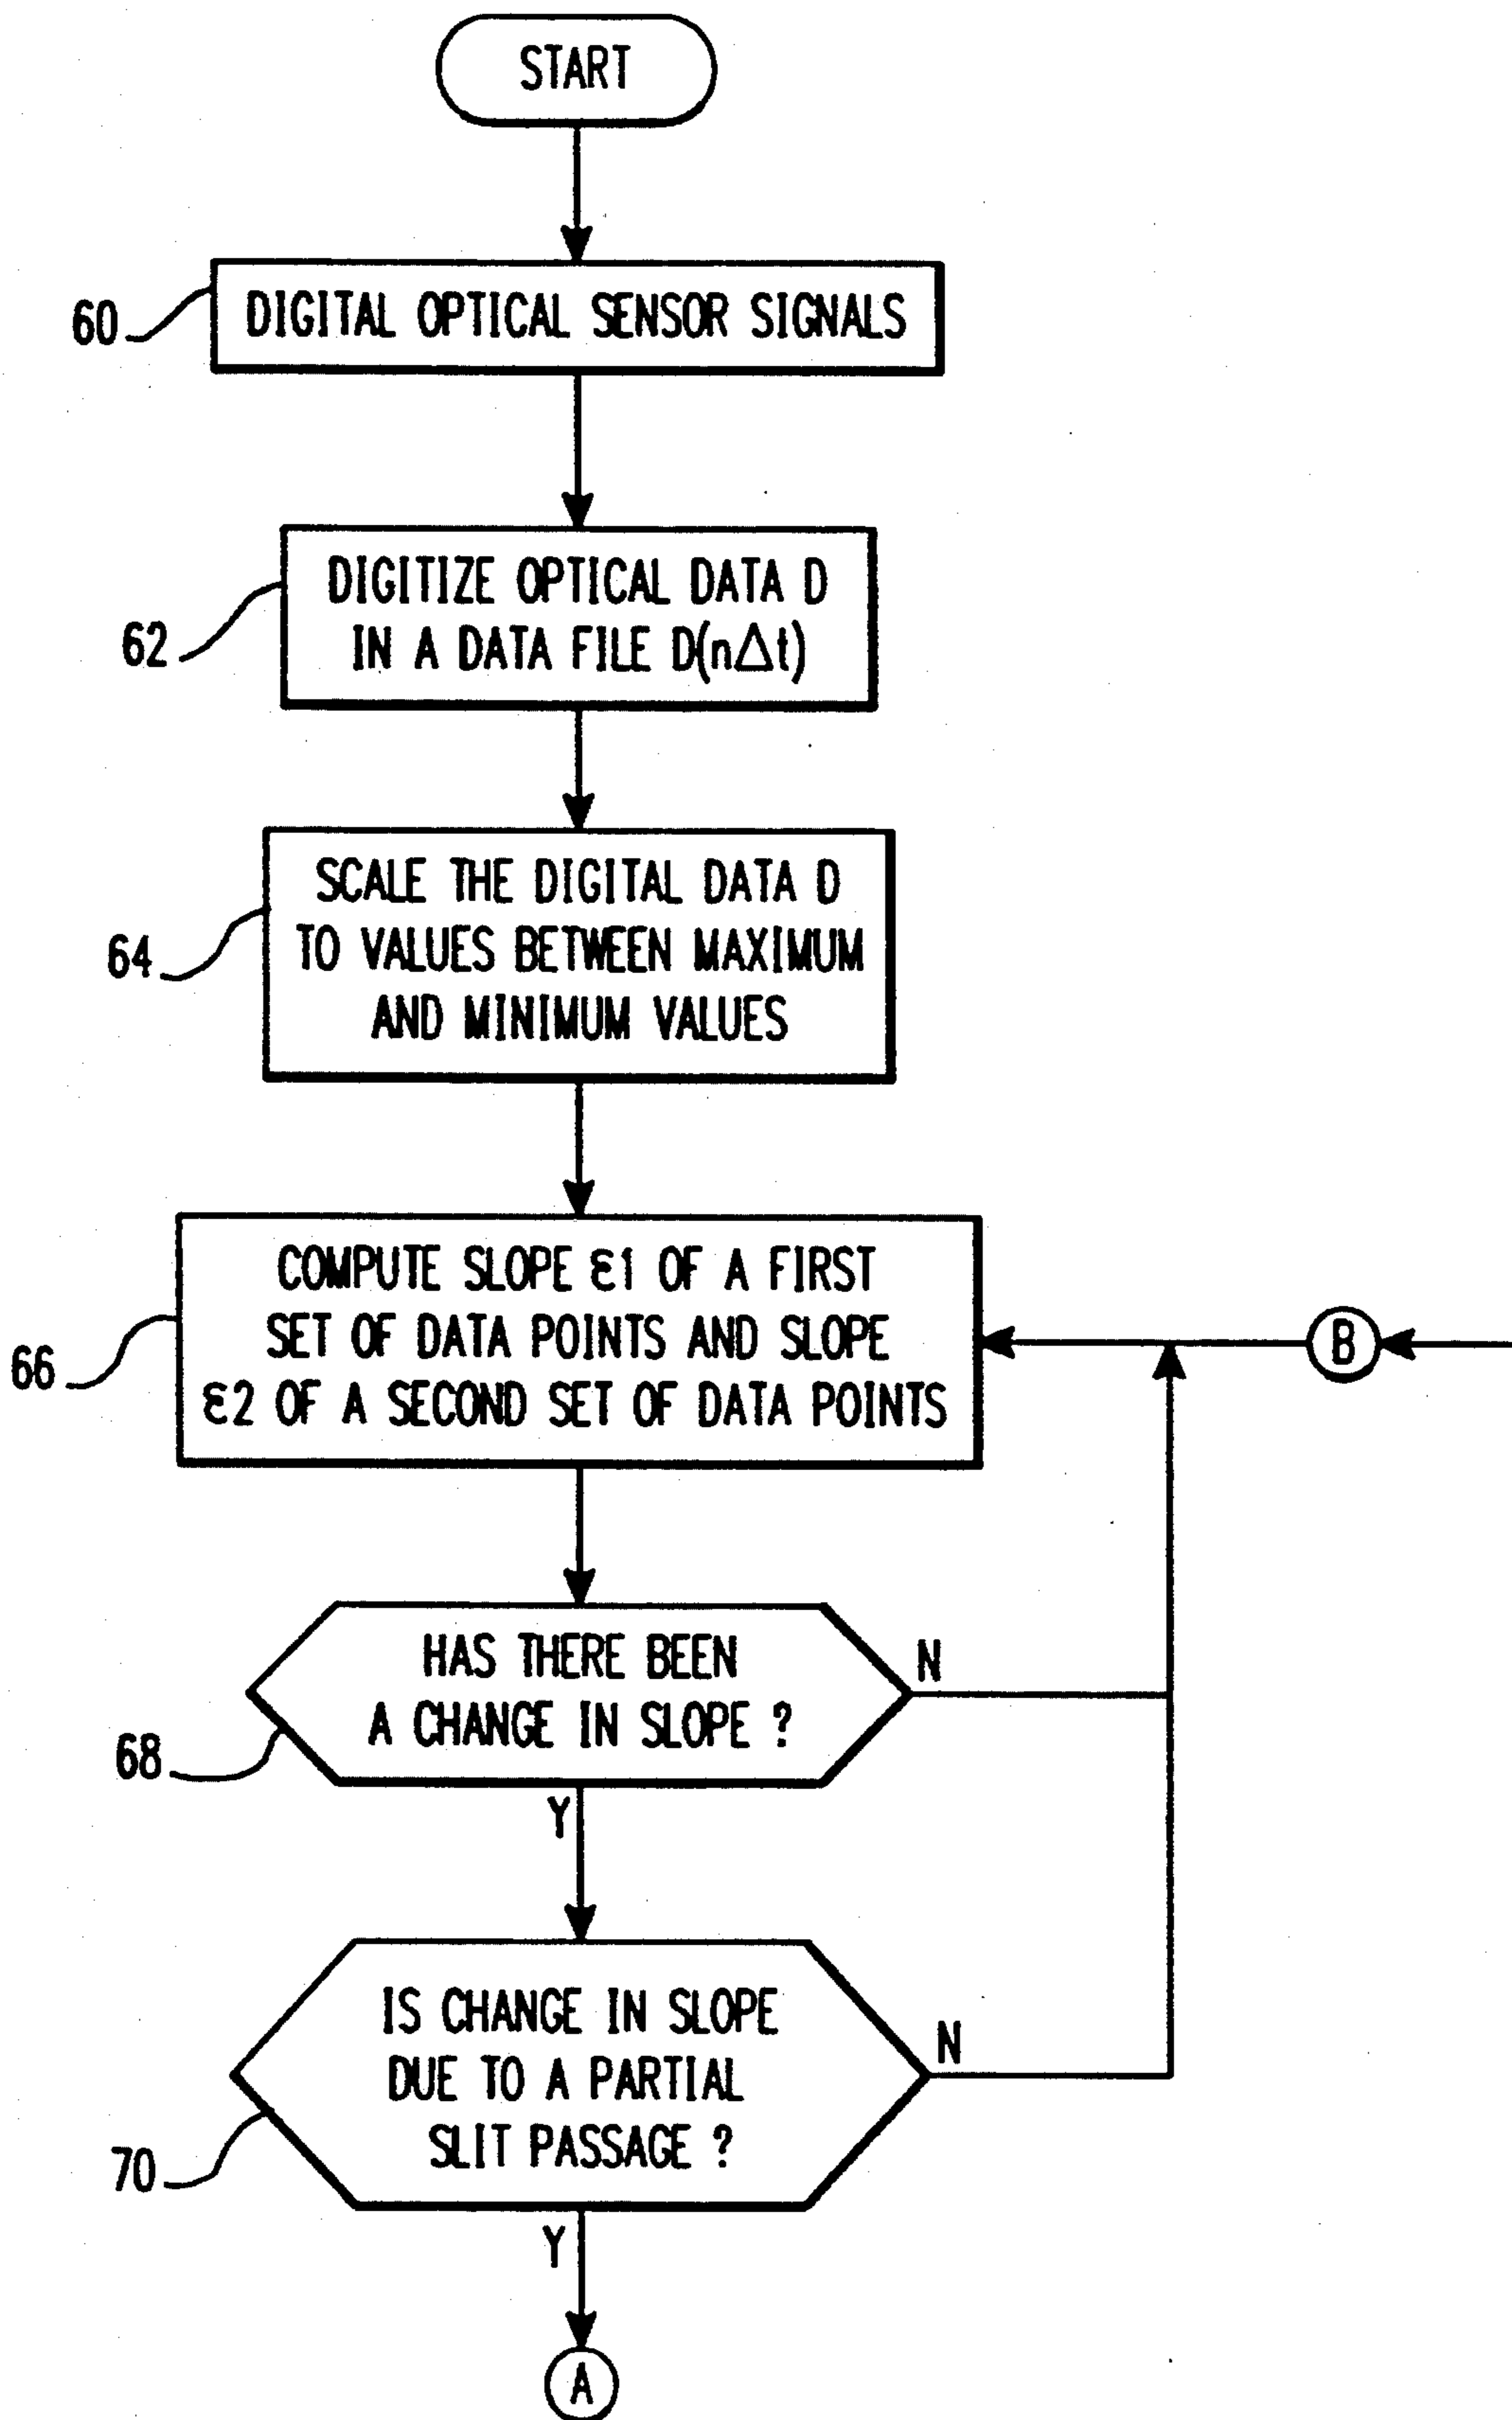 START
60
DIGITAL OPTICAL SENSOR SIGNALS
DIGITIZE OPTICAL DATA D
IN A DATA FILE D(nΔt)
62
SCALE THE DIGITAL DATA D
TO VALUES BETWEEN MAXIMUM
AND MINIMUM VALUES
64
COMPUTE SLOPE ε1 OF A FIRST
SET OF DATA POINTS AND SLOPE
ε2 OF A SECOND SET OF DATA POINTS
66
B
HAS THERE BEEN
A CHANGE IN SLOPE ?
N
68
Y
IS CHANGE IN SLOPE
DUE TO A PARTIAL
SLIT PASSAGE ?
N
70
Y
A